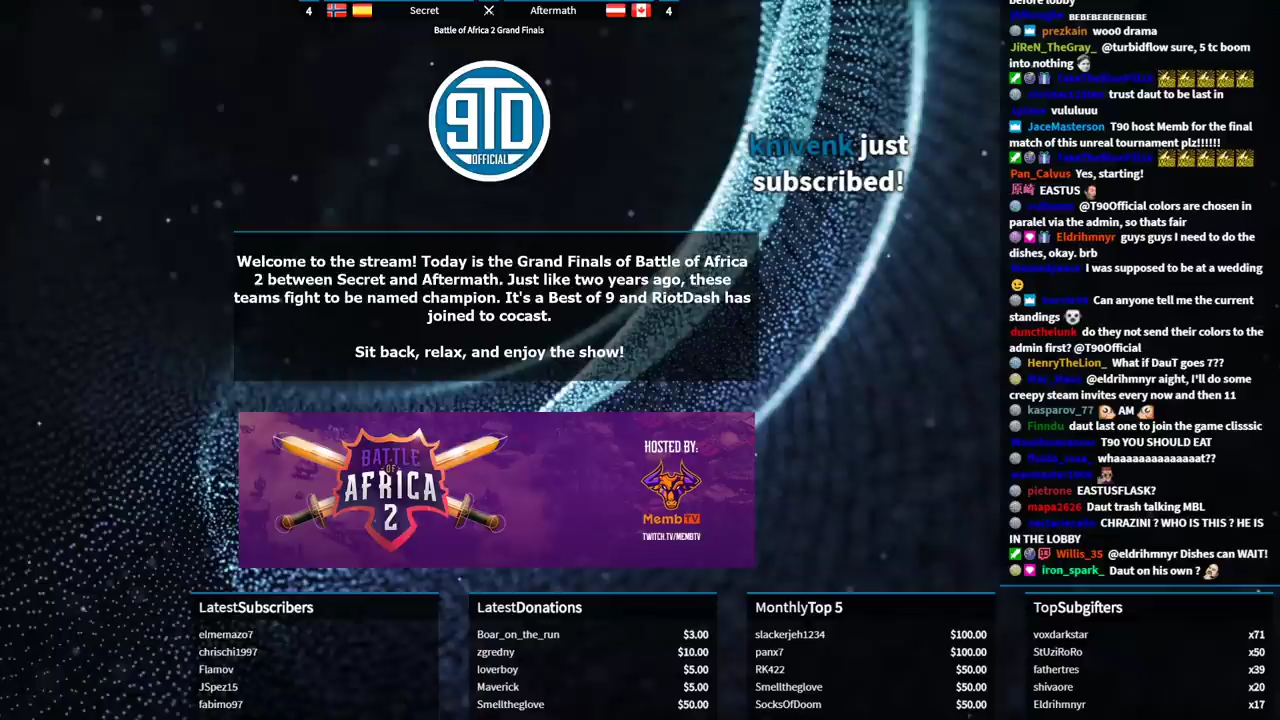 4 Secret Aftermath 4
Battle of Africa 2 Grand Finals
9TD
OFFICIAL
knivenk just
subscribed!
Welcome to the stream! Today is the Grand Finals of Battle of Africa
2 between Secret and Aftermath. Just like two years ago, these
teams fight to be named champion. It's a Best of 9 and RiotDash has
joined to cocast.
Sit back, relax, and enjoy the show!
BATTLE
OF
AFRICA
2
HOSTED BY:
MembTV
TWITCH.TV/MEMBTV
before lobby
BEBEBEBEBEBEBE
prezkain woo0 drama
JiReN_TheGray_ @turbidflow sure, 5 tc boom
into nothing
TakeTheBluePill
trust daut to be last in
vululuuu
JaceMasterson T90 host Memb for the final
match of this unreal tournament plz!!!!!!
TakeTheBluePill
Pan_Calvus Yes, starting!
原崎 EASTUS
@T90Official colors are chosen in
paralel via the admin, so thats fair
Eldrihmnyr guys guys I need to do the
dishes, okay. brb
I was supposed to be at a wedding
Can anyone tell me the current
standings
duncthelunk do they not send their colors to the
admin first? @T90Official
HenryTheLion_ What if DauT goes 7??
@eldrihmnyr aight, I'll do some
creepy steam invites every now and then 11
kasparov_77 AM
Finndu daut last one to join the game clisssic
T90 YOU SHOULD EAT
whaaaaaaaaaaaaat??
pietrone EASTUSFLASK?
mapa2626 Daut trash talking MBL
CHRAZINI ? WHO IS THIS ? HE IS
IN THE LOBBY
Willis_35 @eldrihmnyr Dishes can WAIT!
iron_spark_ Daut on his own ?
LatestSubscribers
elmemazo7
chrischi1997
Flamov
JSpez15
fabimo97
LatestDonations
Boar_on_the_run $3.00
zgredny $10.00
loverboy $5.00
Maverick $5.00
Smelltheglove $50.00
MonthlyTop 5
slackerjeh1234 $100.00
panx7 $100.00
RK422 $50.00
Smelltheglove $50.00
SocksOfDoom $50.00
TopSubgifters
voxdarkstar x71
StUziRoRo x50
fathertres x39
shivaore x20
Eldrihmnyr x17